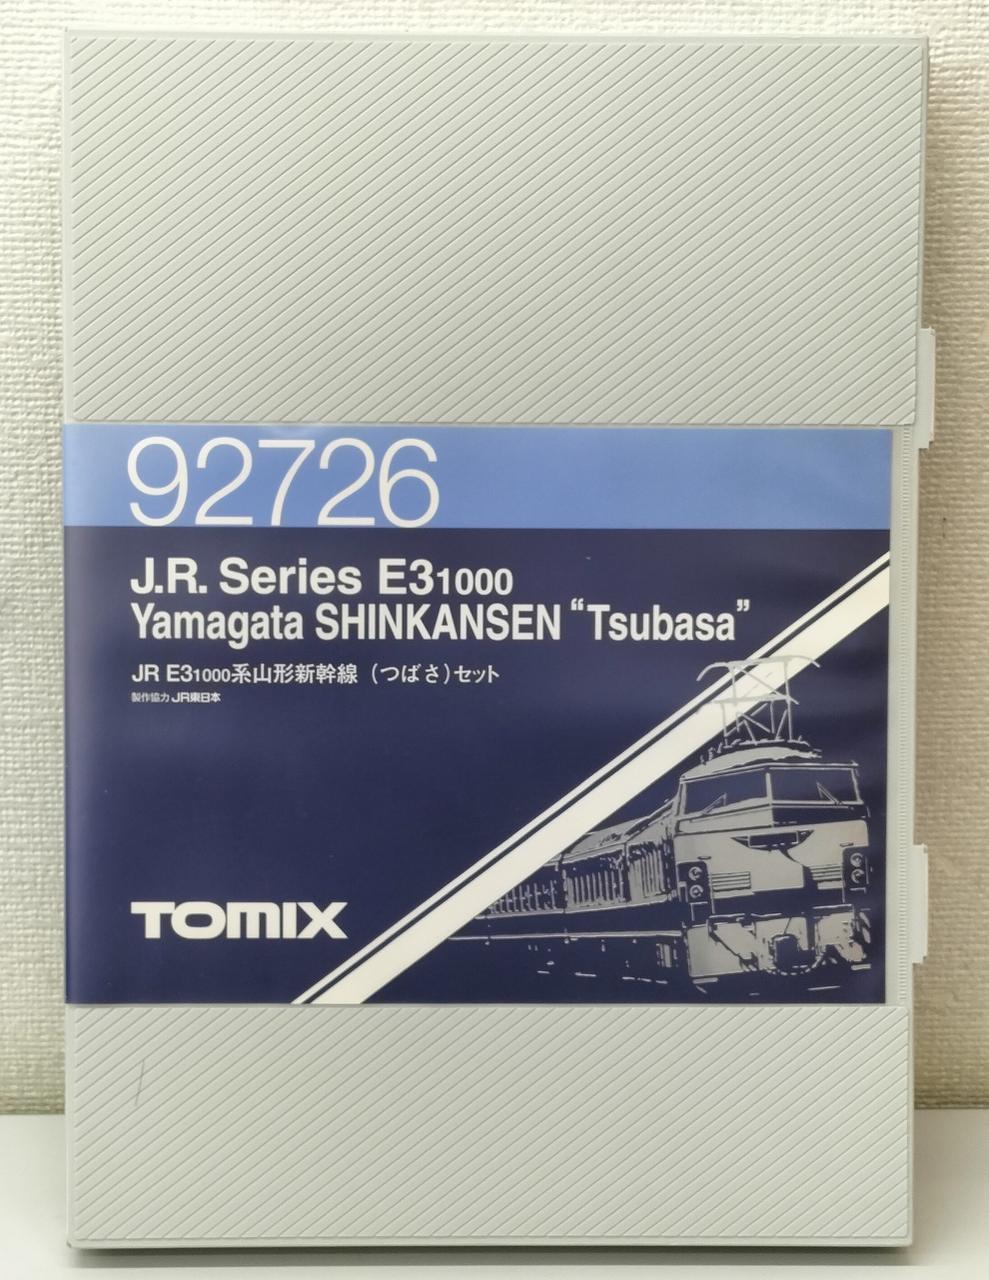 92726
J.R. Series E31000
Yamagata SHINKANSEN “Tsubasa”
JR E31000系山形新幹線（つばさ）セット
製作協力 JR東日本
TOMIX